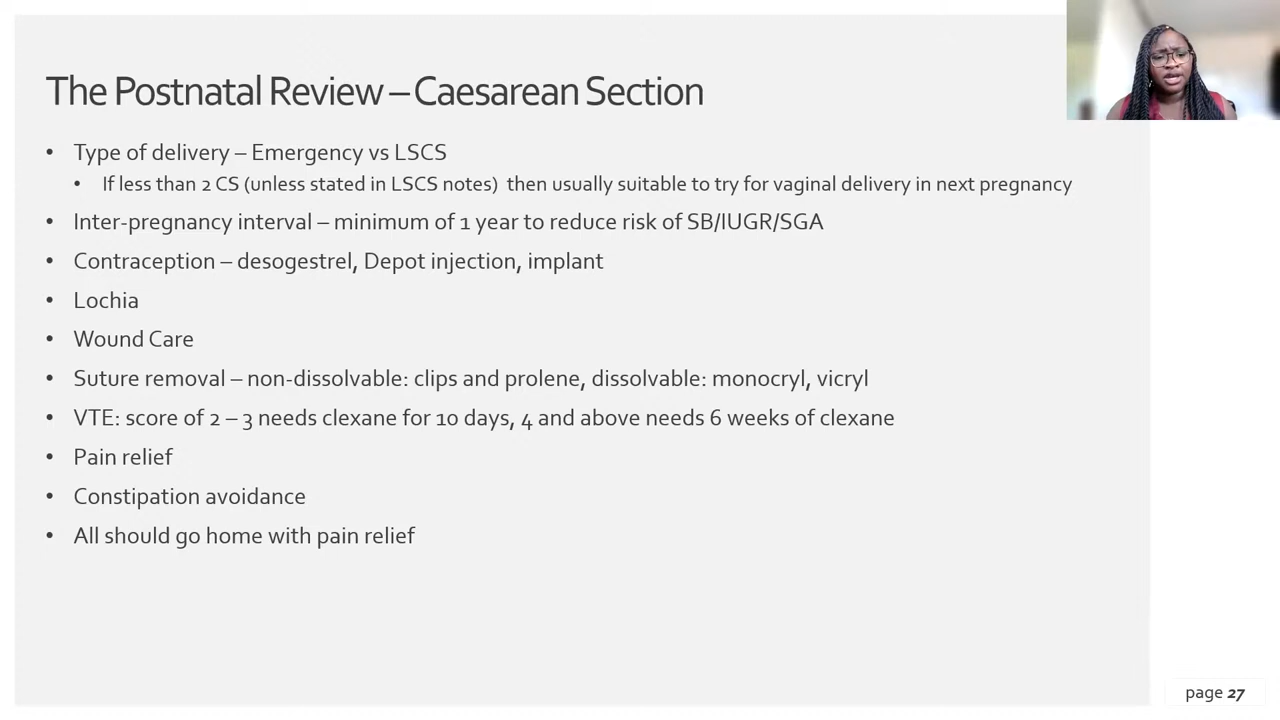 The Postnatal Review – Caesarean Section
• Type of delivery – Emergency vs LSCS
• If less than 2 CS (unless stated in LSCS notes) then usually suitable to try for vaginal delivery in next pregnancy
• Inter-pregnancy interval – minimum of 1 year to reduce risk of SB/IUGR/SGA
• Contraception – desogestrel, Depot injection, implant
• Lochia
• Wound Care
• Suture removal – non-dissolvable: clips and prolene, dissolvable: monocryl, vicryl
• VTE: score of 2 – 3 needs clexane for 10 days, 4 and above needs 6 weeks of clexane
• Pain relief
• Constipation avoidance
• All should go home with pain relief
page 27